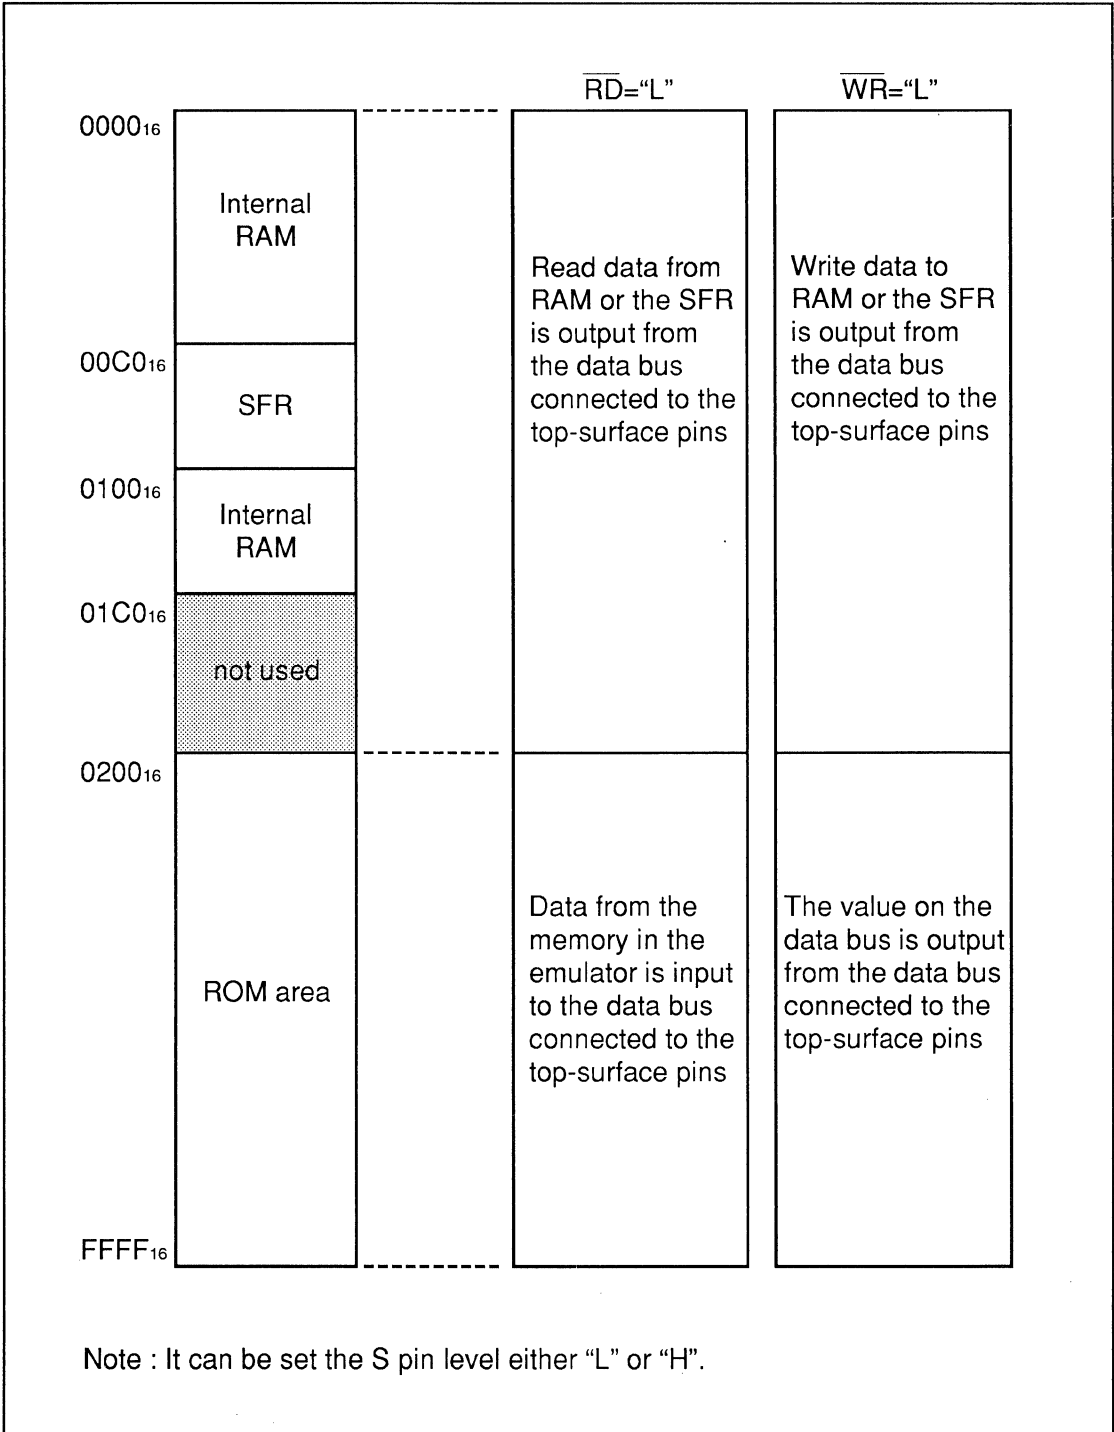 R̅D̅=“L”
W̅R̅=“L”
0000₁₆
Internal
RAM
00C0₁₆
SFR
0100₁₆
Internal
RAM
01C0₁₆
not used
0200₁₆
ROM area
FFFF₁₆
Read data from
RAM or the SFR
is output from
the data bus
connected to the
top-surface pins
Data from the
memory in the
emulator is input
to the data bus
connected to the
top-surface pins
Write data to
RAM or the SFR
is output from
the data bus
connected to the
top-surface pins
The value on the
data bus is output
from the data bus
connected to the
top-surface pins
Note : It can be set the S pin level either “L” or “H”.